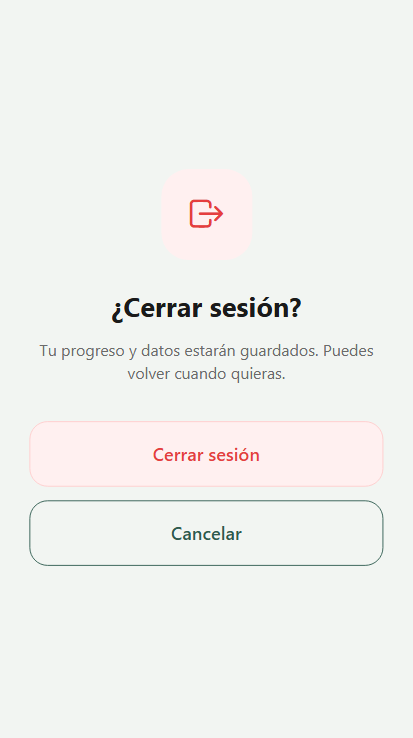 ¿Cerrar sesión?
Tu progreso y datos estarán guardados. Puedes
volver cuando quieras.
Cerrar sesión
Cancelar